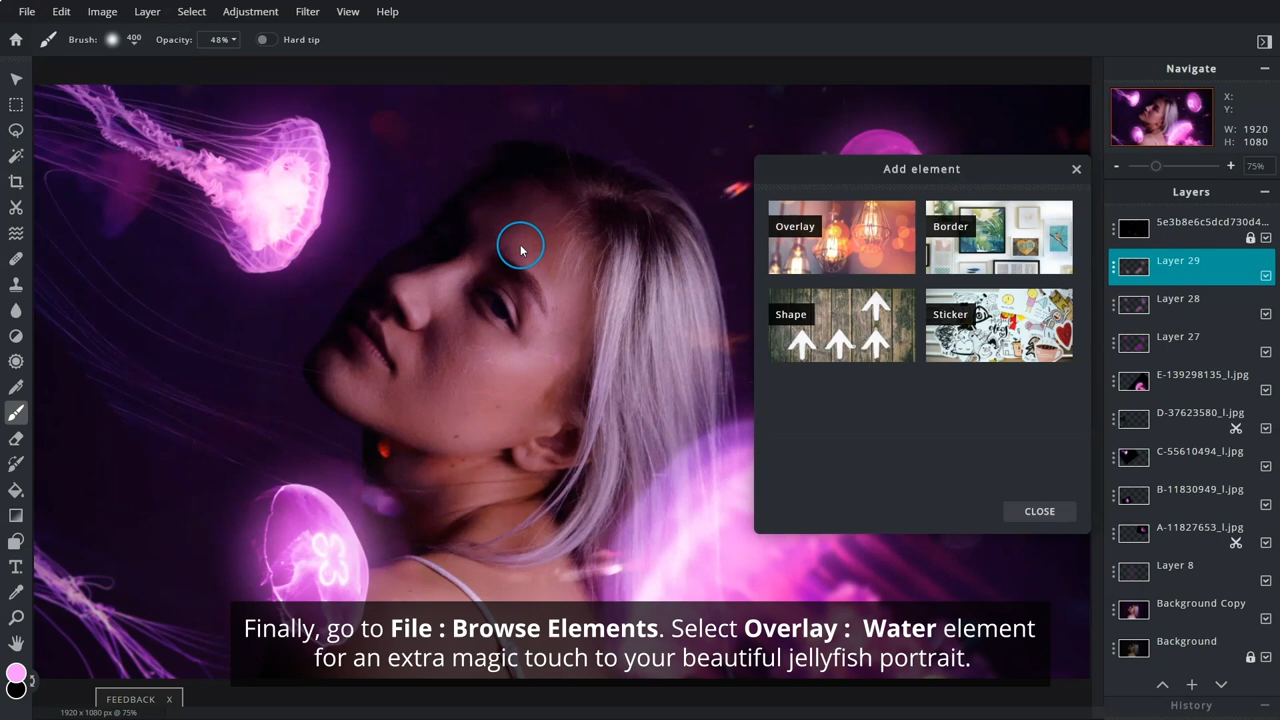 File Edit Image Layer Select Adjustment Filter View Help
Brush: 400 Opacity: 48% Hard tip
Navigate
X:
Y:
W: 1920
H: 1080
- + 75%
Layers
5e3b8e6c5dcd730d4...
Layer 29
Layer 28
Layer 27
E-139298135_l.jpg
D-37623580_l.jpg
C-55610494_l.jpg
B-11830949_l.jpg
A-11827653_l.jpg
Layer 8
Background Copy
Background
History
Add element
Overlay
Border
Shape
Sticker
CLOSE
Finally, go to File : Browse Elements. Select Overlay : Water element
for an extra magic touch to your beautiful jellyfish portrait.
FEEDBACK X
1920 x 1080 px @ 75%